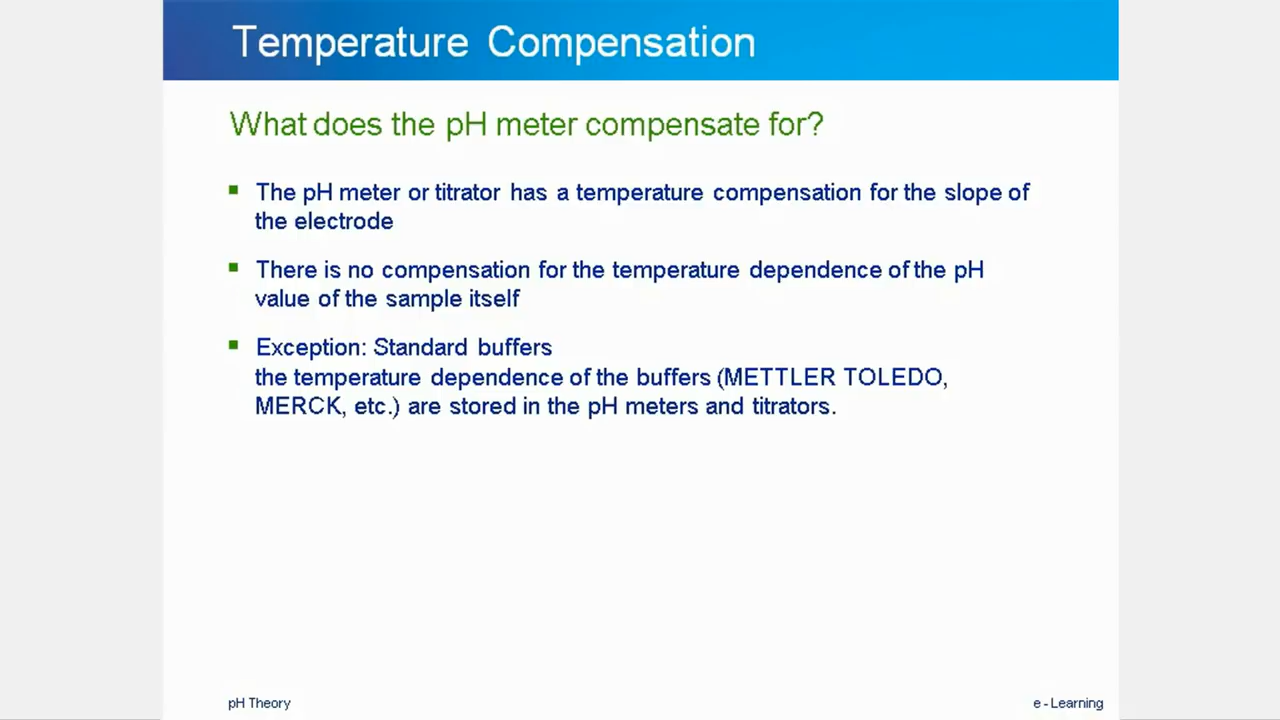 Temperature Compensation
What does the pH meter compensate for?
The pH meter or titrator has a temperature compensation for the slope of
the electrode
There is no compensation for the temperature dependence of the pH
value of the sample itself
Exception: Standard buffers
the temperature dependence of the buffers (METTLER TOLEDO,
MERCK, etc.) are stored in the pH meters and titrators.
pH Theory
e - Learning